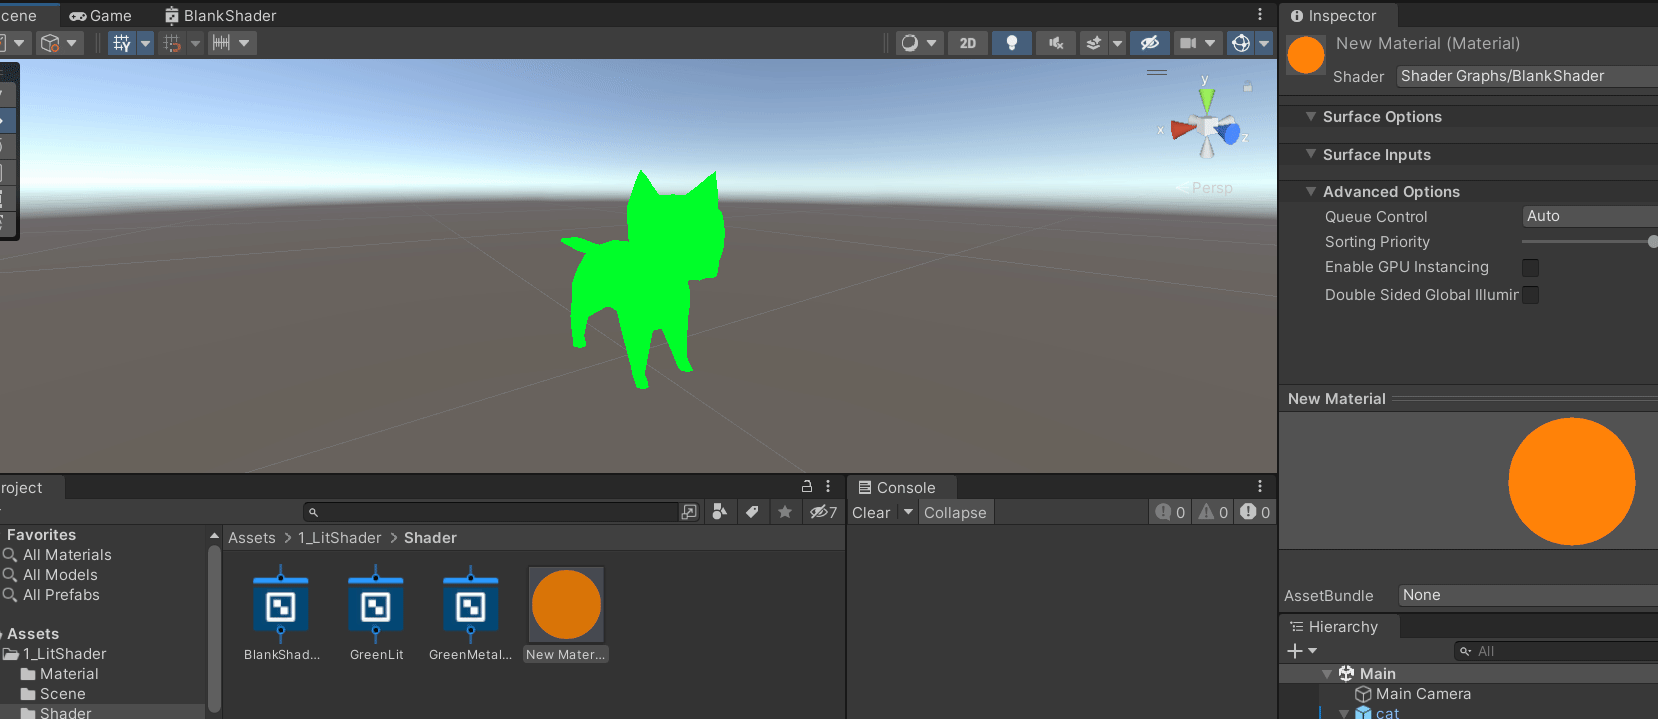 cene
Game
BlankShader
2D
y
x
z
Persp
Inspector
New Material (Material)
Shader
Shader Graphs/BlankShader
Surface Options
Surface Inputs
Advanced Options
Queue Control
Auto
Sorting Priority
Enable GPU Instancing
Double Sided Global Illumir
New Material
AssetBundle
None
roject
7
Favorites
All Materials
All Models
All Prefabs
Assets
1_LitShader
Material
Scene
Shader
Assets > 1_LitShader > Shader
BlankShad...
GreenLit
GreenMetal...
New Mater...
Console
Clear
Collapse
0
0
0
Hierarchy
All
Main
Main Camera
cat